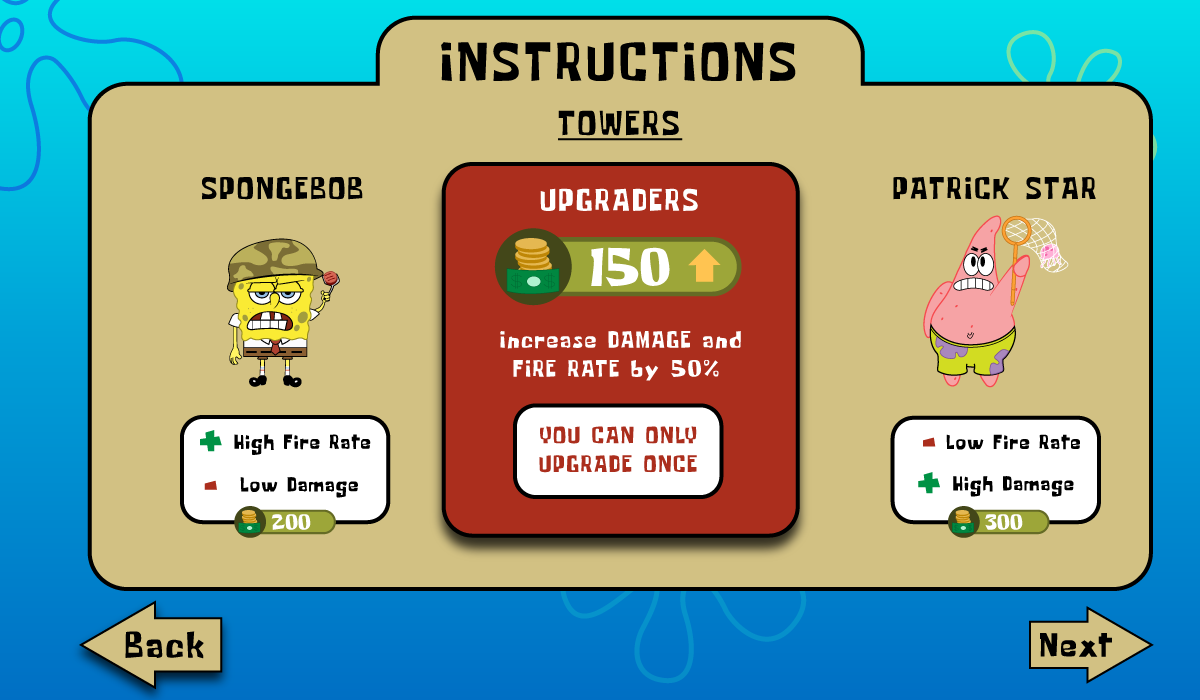 iNSTRUCTiONS
TOWERS
SPONGEBOB
High Fire Rate
Low Damage
200
UPGRADERS
150
increase DAMAGE and
FiRE RATE by 50%
YOU CAN ONLY
UPGRADE ONCE
PATRiCK STAR
Low Fire Rate
High Damage
300
Back
Next